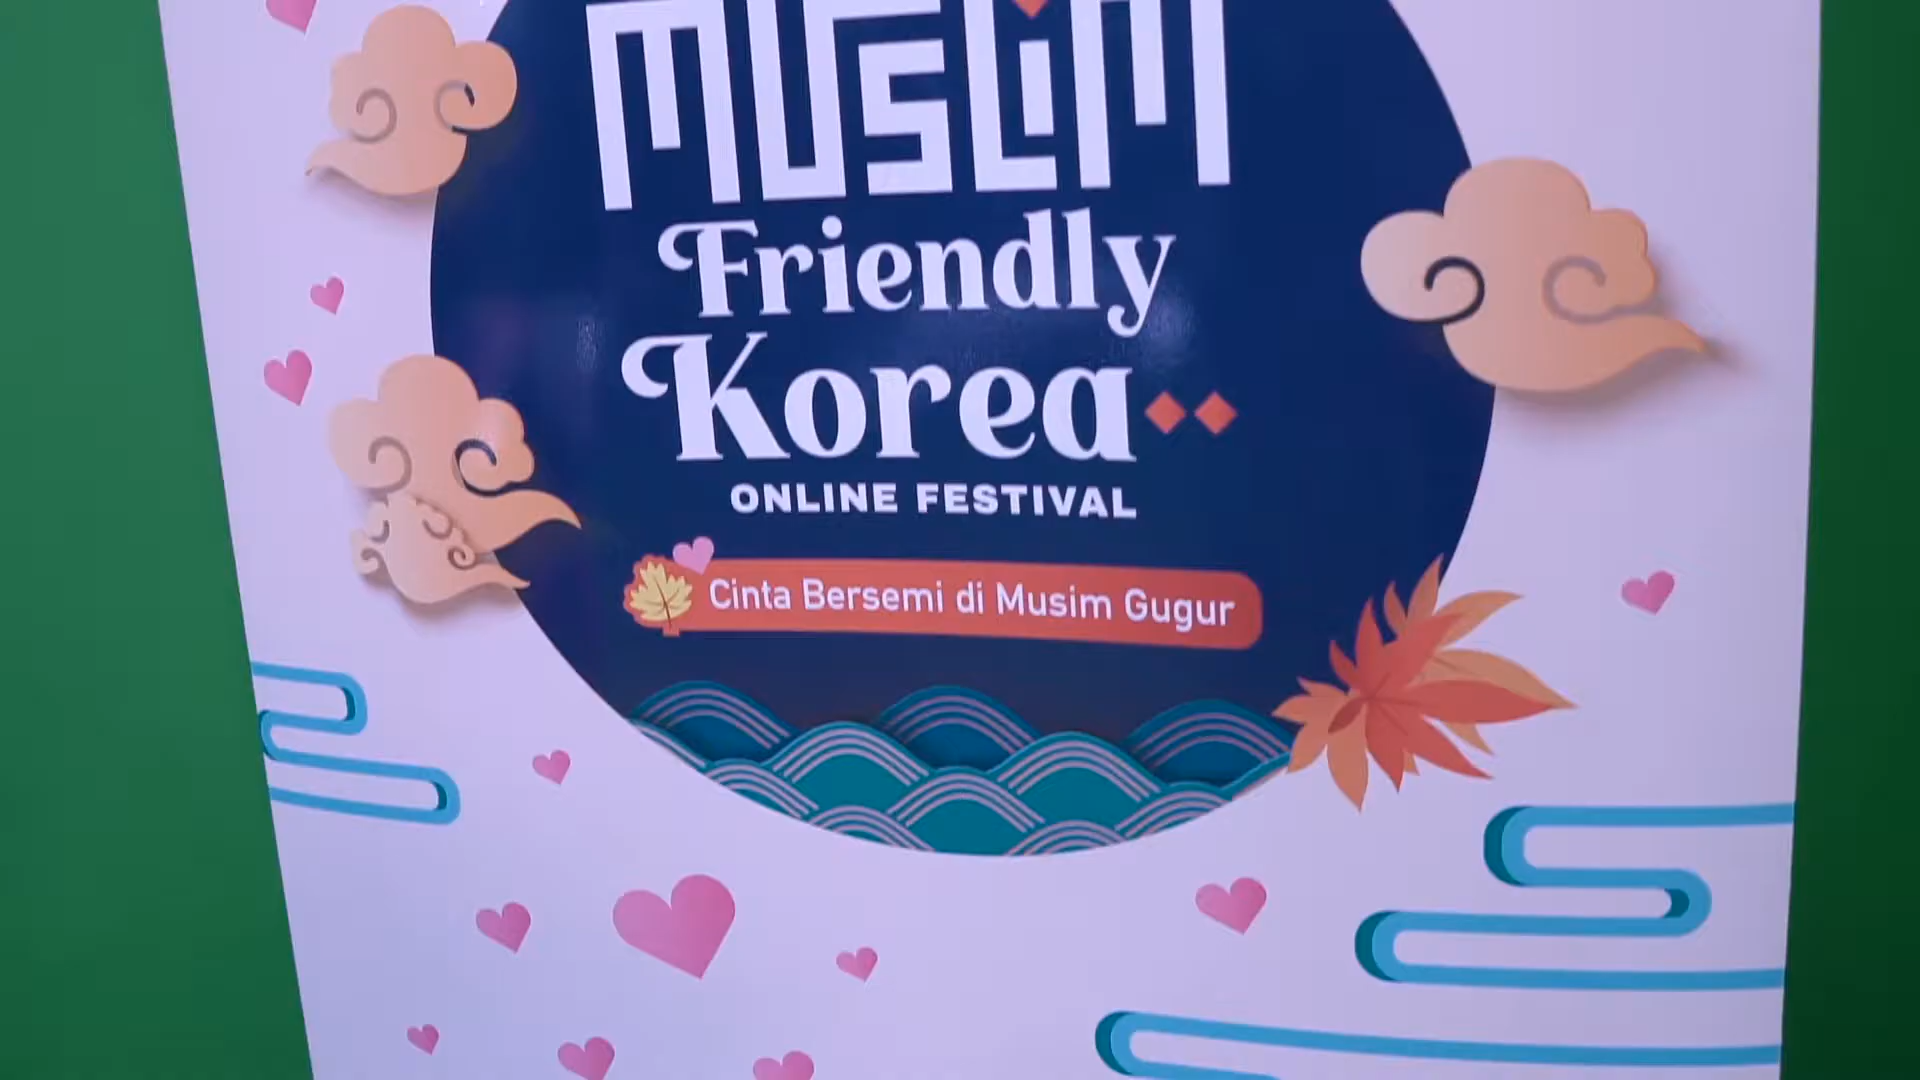 MUSLIM
Friendly
Korea
ONLINE FESTIVAL
Cinta Bersemi di Musim Gugur